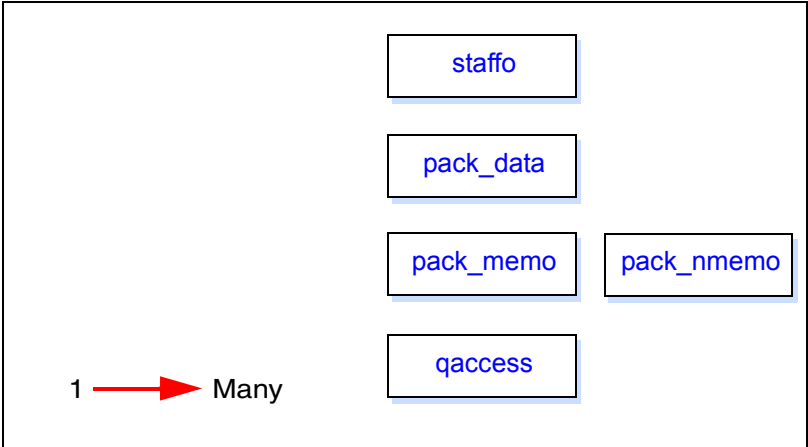 staffo
pack_data
pack_memo pack_nmemo
qaccess
1 Many